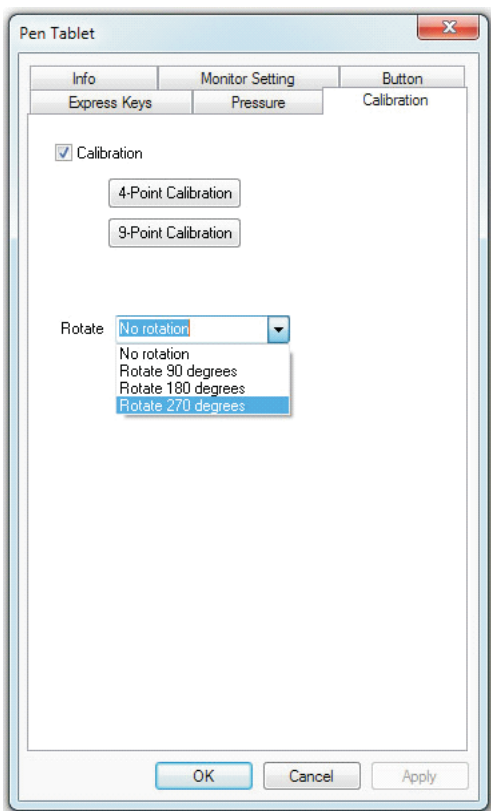 Pen Tablet
Info Monitor Setting Button
Express Keys Pressure Calibration
Calibration
4-Point Calibration
9-Point Calibration
Rotate No rotation
No rotation
Rotate 90 degrees
Rotate 180 degrees
Rotate 270 degrees
OK Cancel Apply